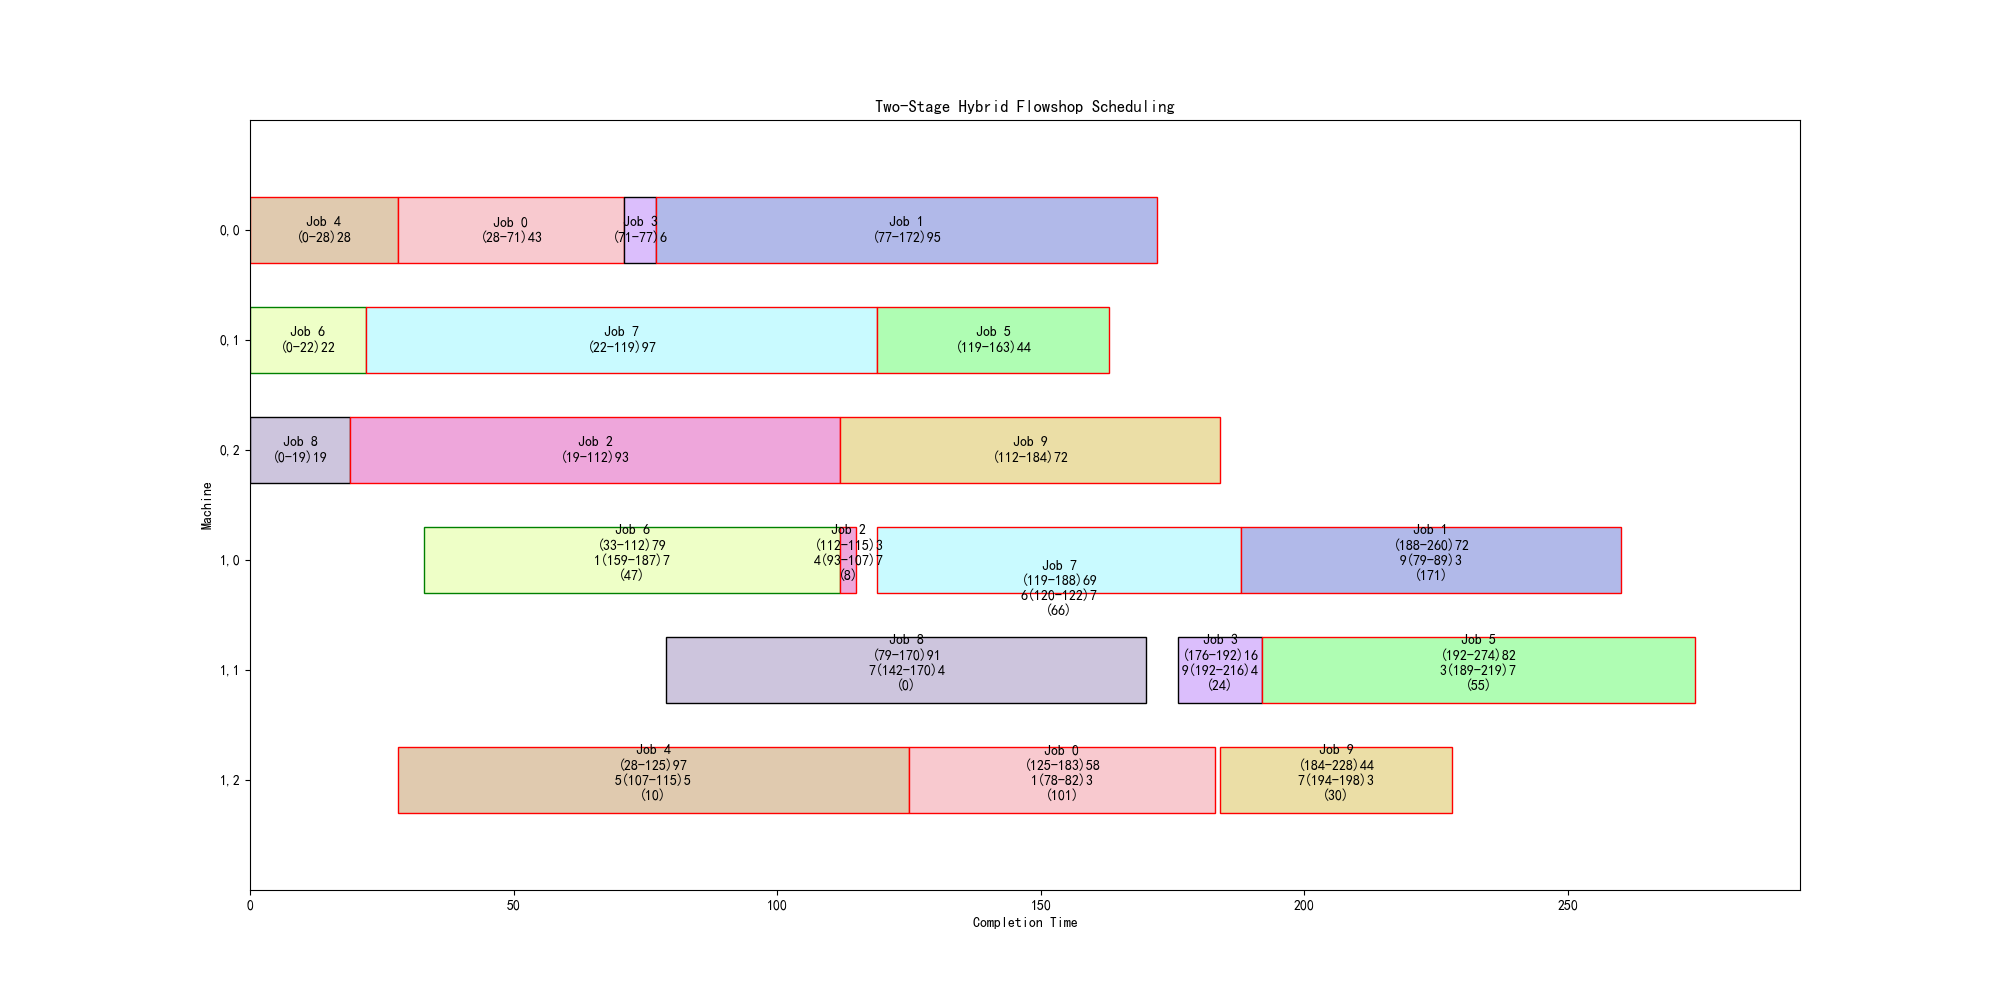 Two-Stage Hybrid Flowshop Scheduling
0,0
Job 4
(0-28)28
Job 0
(28-71)43
Job 3
(71-77)6
Job 1
(77-172)95
0,1
Job 6
(0-22)22
Job 7
(22-119)97
Job 5
(119-163)44
0,2
Job 8
(0-19)19
Job 2
(19-112)93
Job 9
(112-184)72
Machine
1,0
Job 6
(33-112)79
1(159-187)7
(47)
Job 2
(112-115)3
4(93-107)7
(8)
Job 7
(119-188)69
6(120-122)7
(66)
Job 1
(188-260)72
9(79-89)3
(171)
1,1
Job 8
(79-170)91
7(142-170)4
(0)
Job 3
(176-192)16
9(192-216)4
(24)
Job 5
(192-274)82
3(189-219)7
(55)
1,2
Job 4
(28-125)97
5(107-115)5
(10)
Job 0
(125-183)58
1(78-82)3
(101)
Job 9
(184-228)44
7(194-198)3
(30)
0
50
100
150
200
250
Completion Time